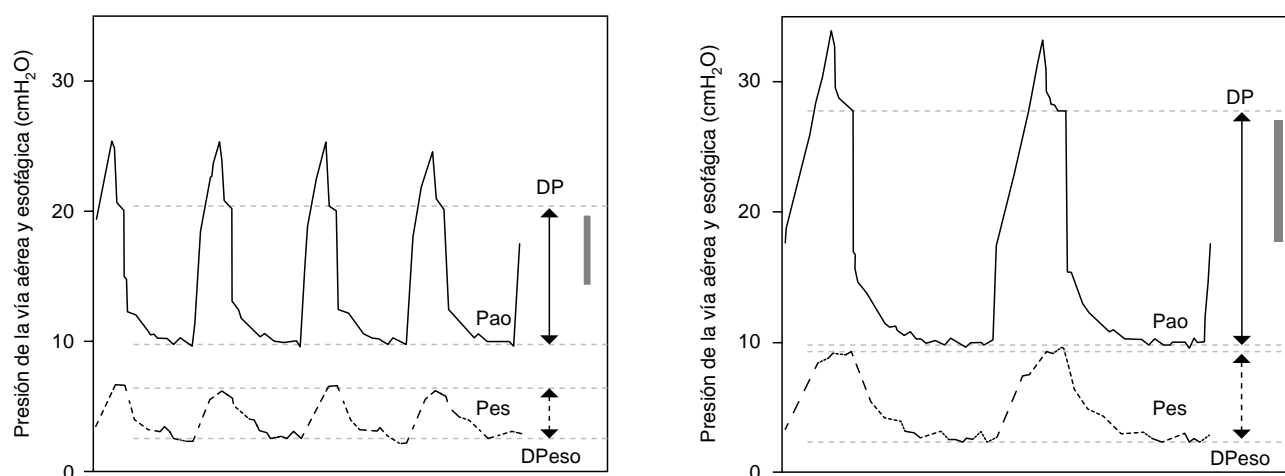 Presión de la vía aérea y esofágica (cmH2O)
30
20
10
0
DP
Pao
Pes
DPeso
Presión de la vía aérea y esofágica (cmH2O)
30
20
10
0
DP
Pao
Pes
DPeso